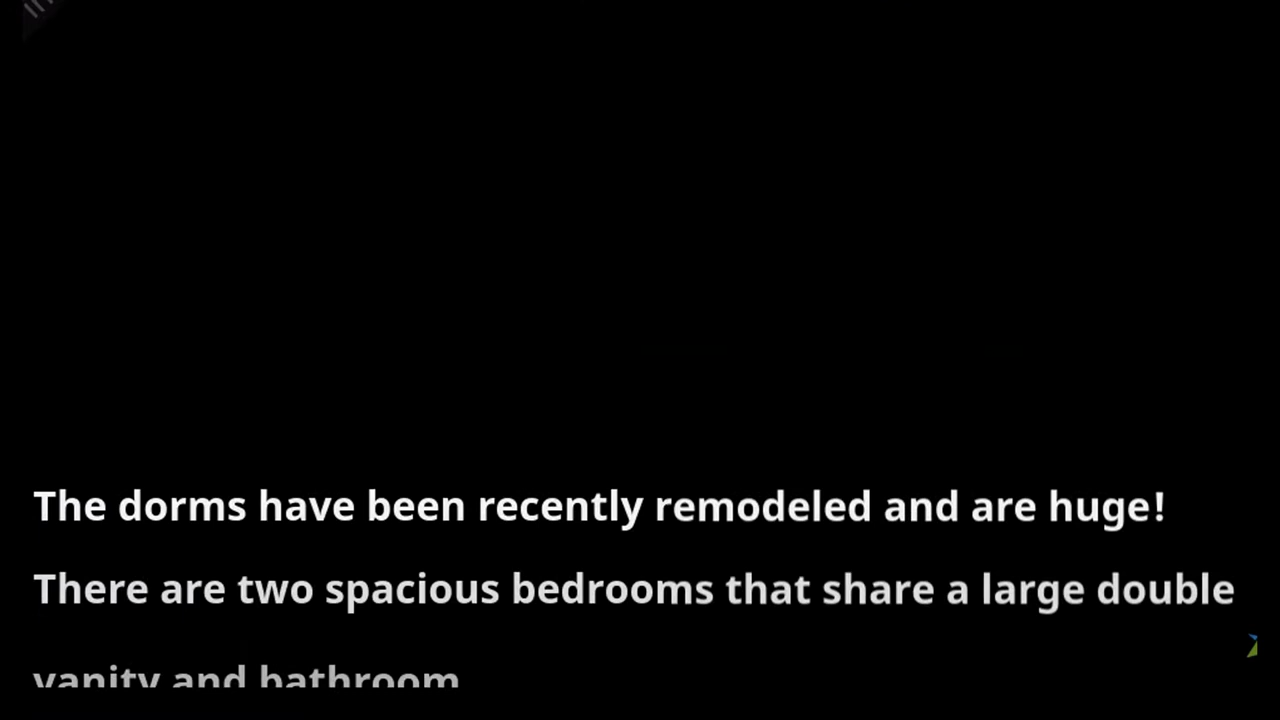 The dorms have been recently remodeled and are huge!
There are two spacious bedrooms that share a large double
vanity and bathroom